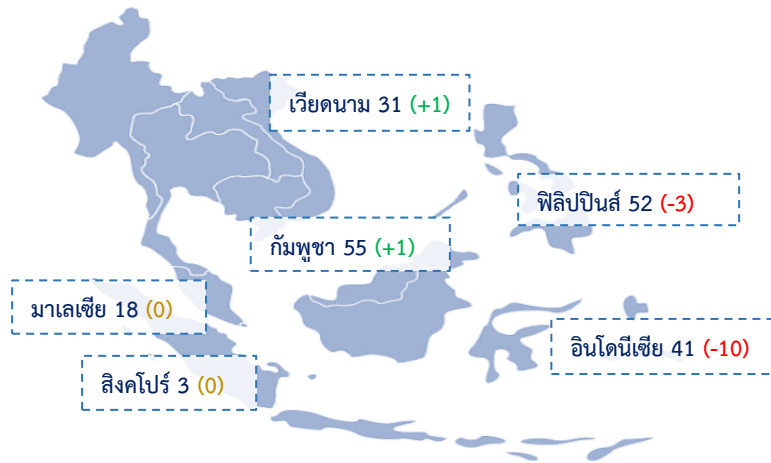 เวียดนาม 31 (+1)
ฟิลิปปินส์ 52 (-3)
กัมพูชา 55 (+1)
มาเลเซีย 18 (0)
อินโดนีเซีย 41 (-10)
สิงคโปร์ 3 (0)